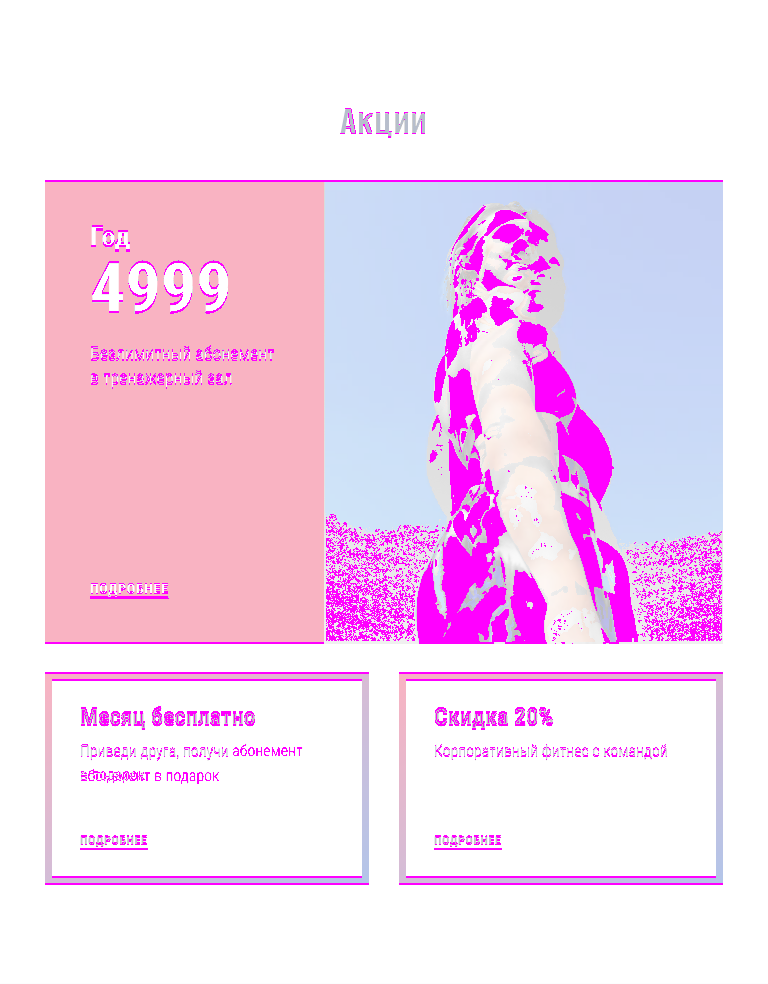 Акции
Год
4999
Безлимитный абонемент
в тренажерный зал
ПОДРОБНЕЕ
Месяц бесплатно
Приведи друга, получи абонемент
в подарок
ПОДРОБНЕЕ
Скидка 20%
Корпоративный фитнес с командой
ПОДРОБНЕЕ